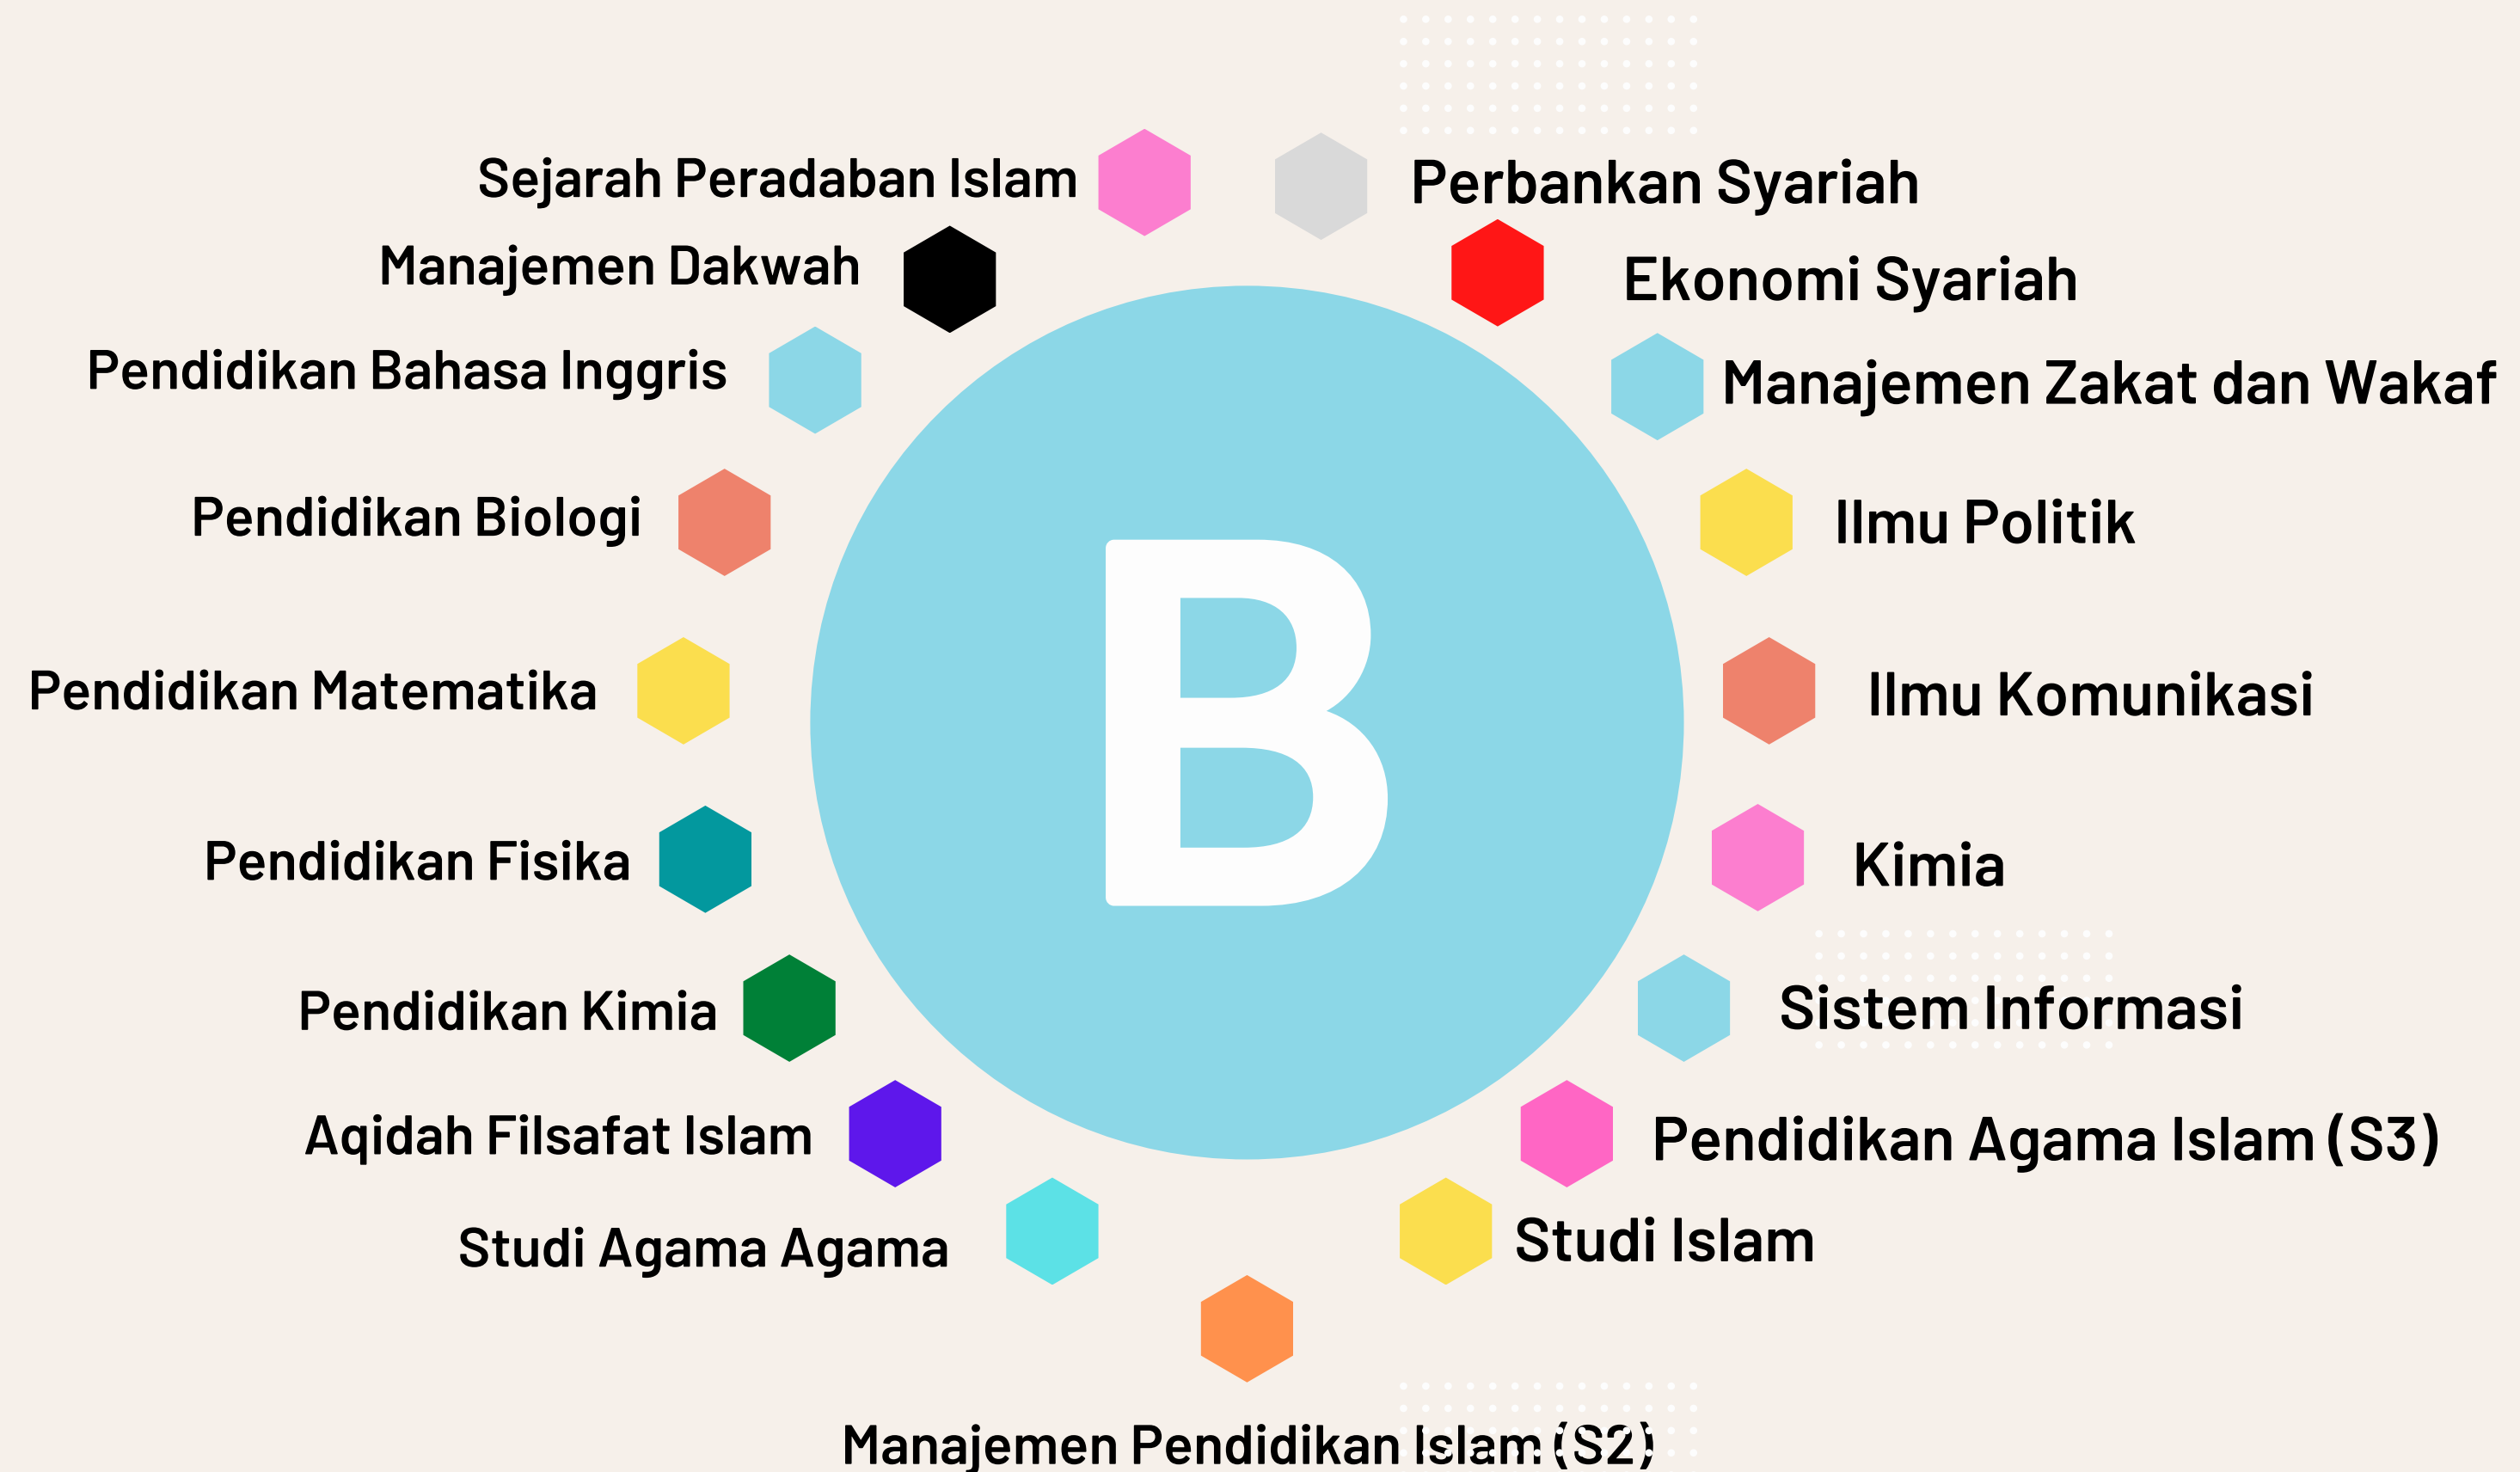 Sejarah Peradaban Islam
Perbankan Syariah
Manajemen Dakwah
Ekonomi Syariah
Pendidikan Bahasa Inggris
Manajemen Zakat dan Wakaf
Pendidikan Biologi
Ilmu Politik
B
Pendidikan Matematika
Ilmu Komunikasi
Pendidikan Fisika
Kimia
Pendidikan Kimia
Sistem Informasi
Aqidah Filsafat Islam
Pendidikan Agama Islam (S3)
Studi Agama Agama
Studi Islam
Manajemen Pendidikan Islam (S2)